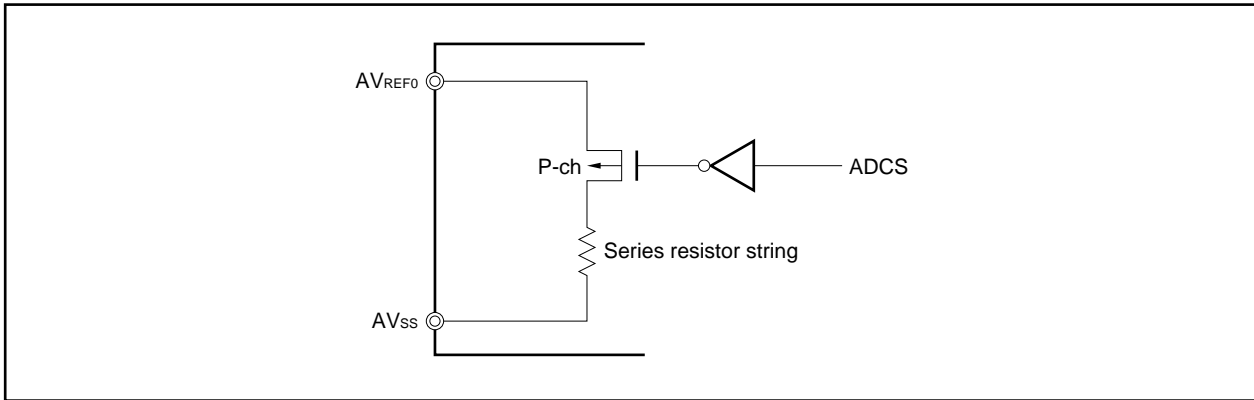 AVREF0
P-ch
ADCS
Series resistor string
AVSS